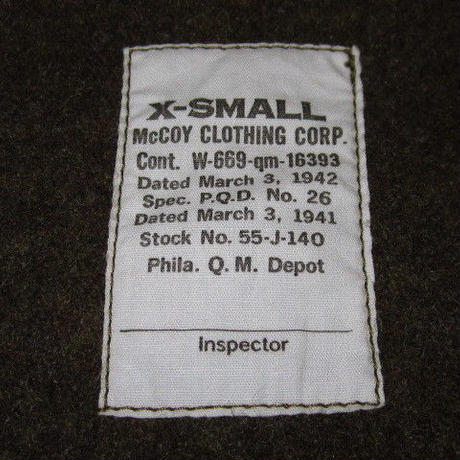 X-SMALL
McCOY CLOTHING CORP.
Cont. W-669-qm-16393
Dated March 3, 1942
Spec. P.Q.D. No. 26
Dated March 3, 1941
Stock No. 55-J-140
Phila. Q. M. Depot
Inspector